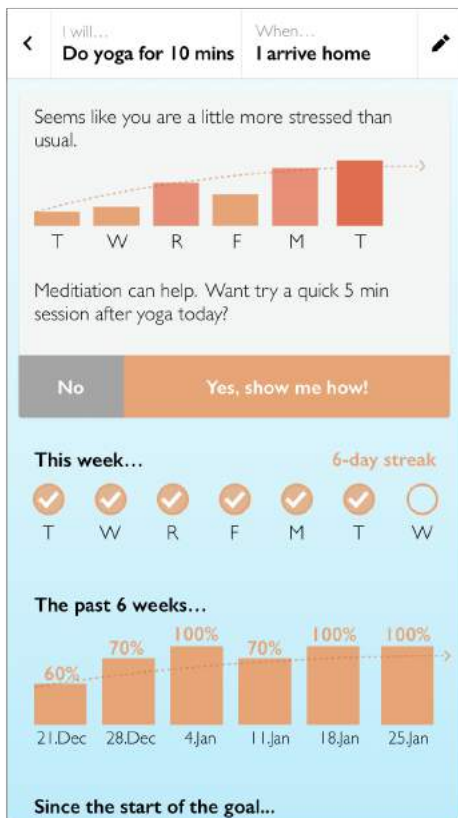 I will...
When...
Do yoga for 10 mins
I arrive home
Seems like you are a little more stressed than
usual.
T W R F M T
Meditiation can help. Want try a quick 5 min
session after yoga today?
No
Yes, show me how!
This week...
6-day streak
T W R F M T W
The past 6 weeks...
60% 70% 100% 70% 100% 100%
21.Dec 28.Dec 4.Jan 11.Jan 18.Jan 25.Jan
Since the start of the goal...